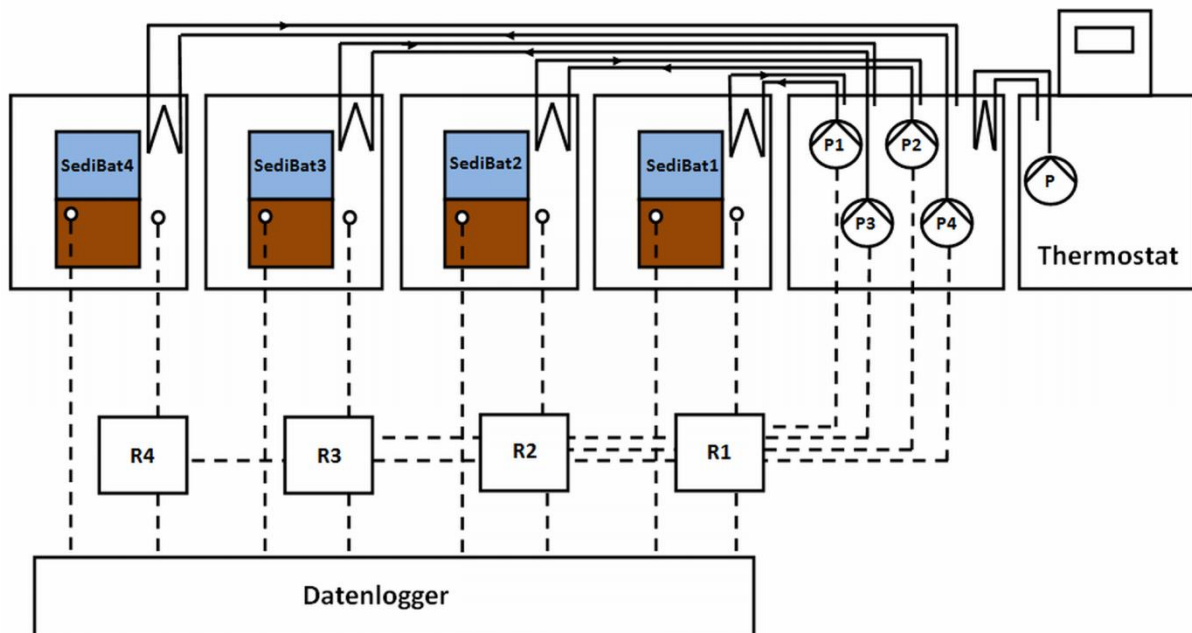 SediBat4
SediBat3
SediBat2
SediBat1
P1
P2
P
P3
P4
Thermostat
R4
R3
R2
R1
Datenlogger